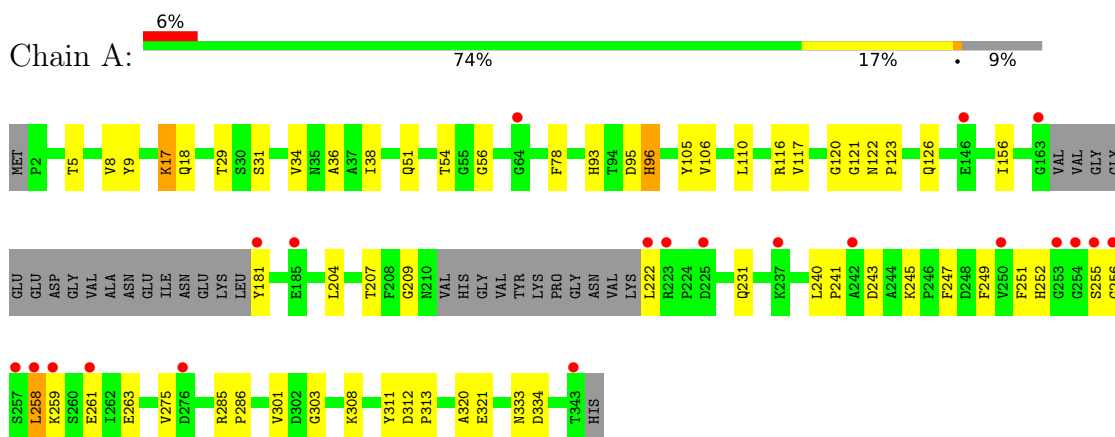 6%
Chain A:
74% 17% • 9%
MET P2 T5 V8 Y9 K17 Q18 T29 S30 S31 V34 N35 A36 A37 I38 Q51 T54 G55 G56 G64 F78 H93 T94 D95 H96 Y105 V106 L110 R116 V117 G120 G121 N122 P123 Q126 E146 I156 G163 VAL VAL GLY GLY
GLU GLU ASP GLY VAL ALA ASN GLU ILE ASN GLU LYS LEU Y181 E185 L204 T207 F208 G209 N210 VAL HIS GLY VAL TYR LYS PRO GLY ASN VAL LYS L222 R223 P224 D225 Q231 K237 L240 P241 A242 D243 A244 K245 P246 F247 D248 F249 V250 F251 H252 G253 G254 S255 G256
S257 L258 K259 S260 E261 I262 E263 V275 D276 R285 P286 V301 D302 G303 K308 Y311 D312 P313 A320 E321 N333 D334 T343 HIS